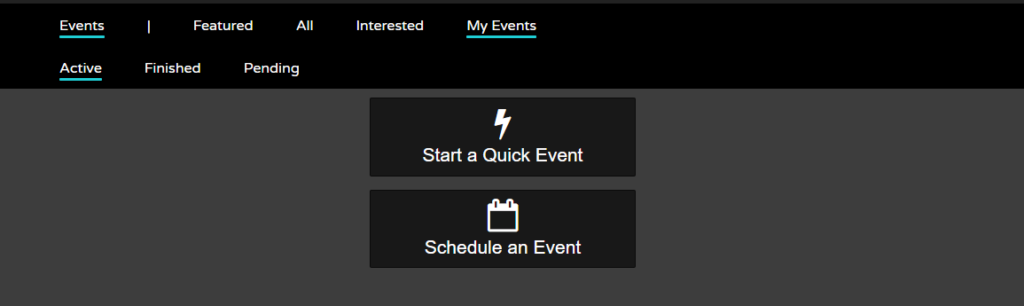 Events | Featured All Interested My Events
Active Finished Pending
Start a Quick Event
Schedule an Event